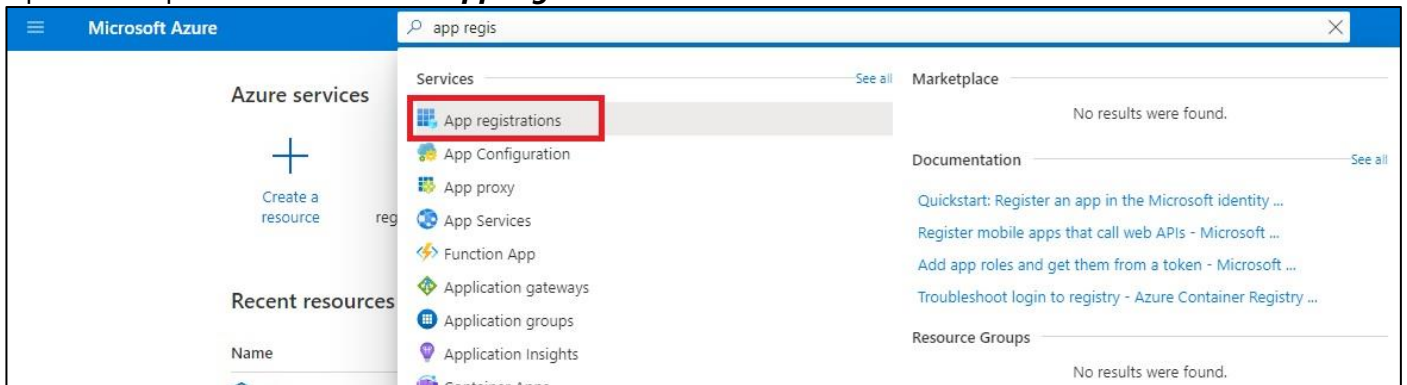 Microsoft Azure
app regis
Azure services
Create a
resource
reg
Recent resources
Name
Services
See all
App registrations
App Configuration
App proxy
App Services
Function App
Application gateways
Application groups
Application Insights
Container Apps
Marketplace
No results were found.
Documentation
See all
Quickstart: Register an app in the Microsoft identity ...
Register mobile apps that call web APIs - Microsoft ...
Add app roles and get them from a token - Microsoft ...
Troubleshoot login to registry - Azure Container Registry ...
Resource Groups
No results were found.